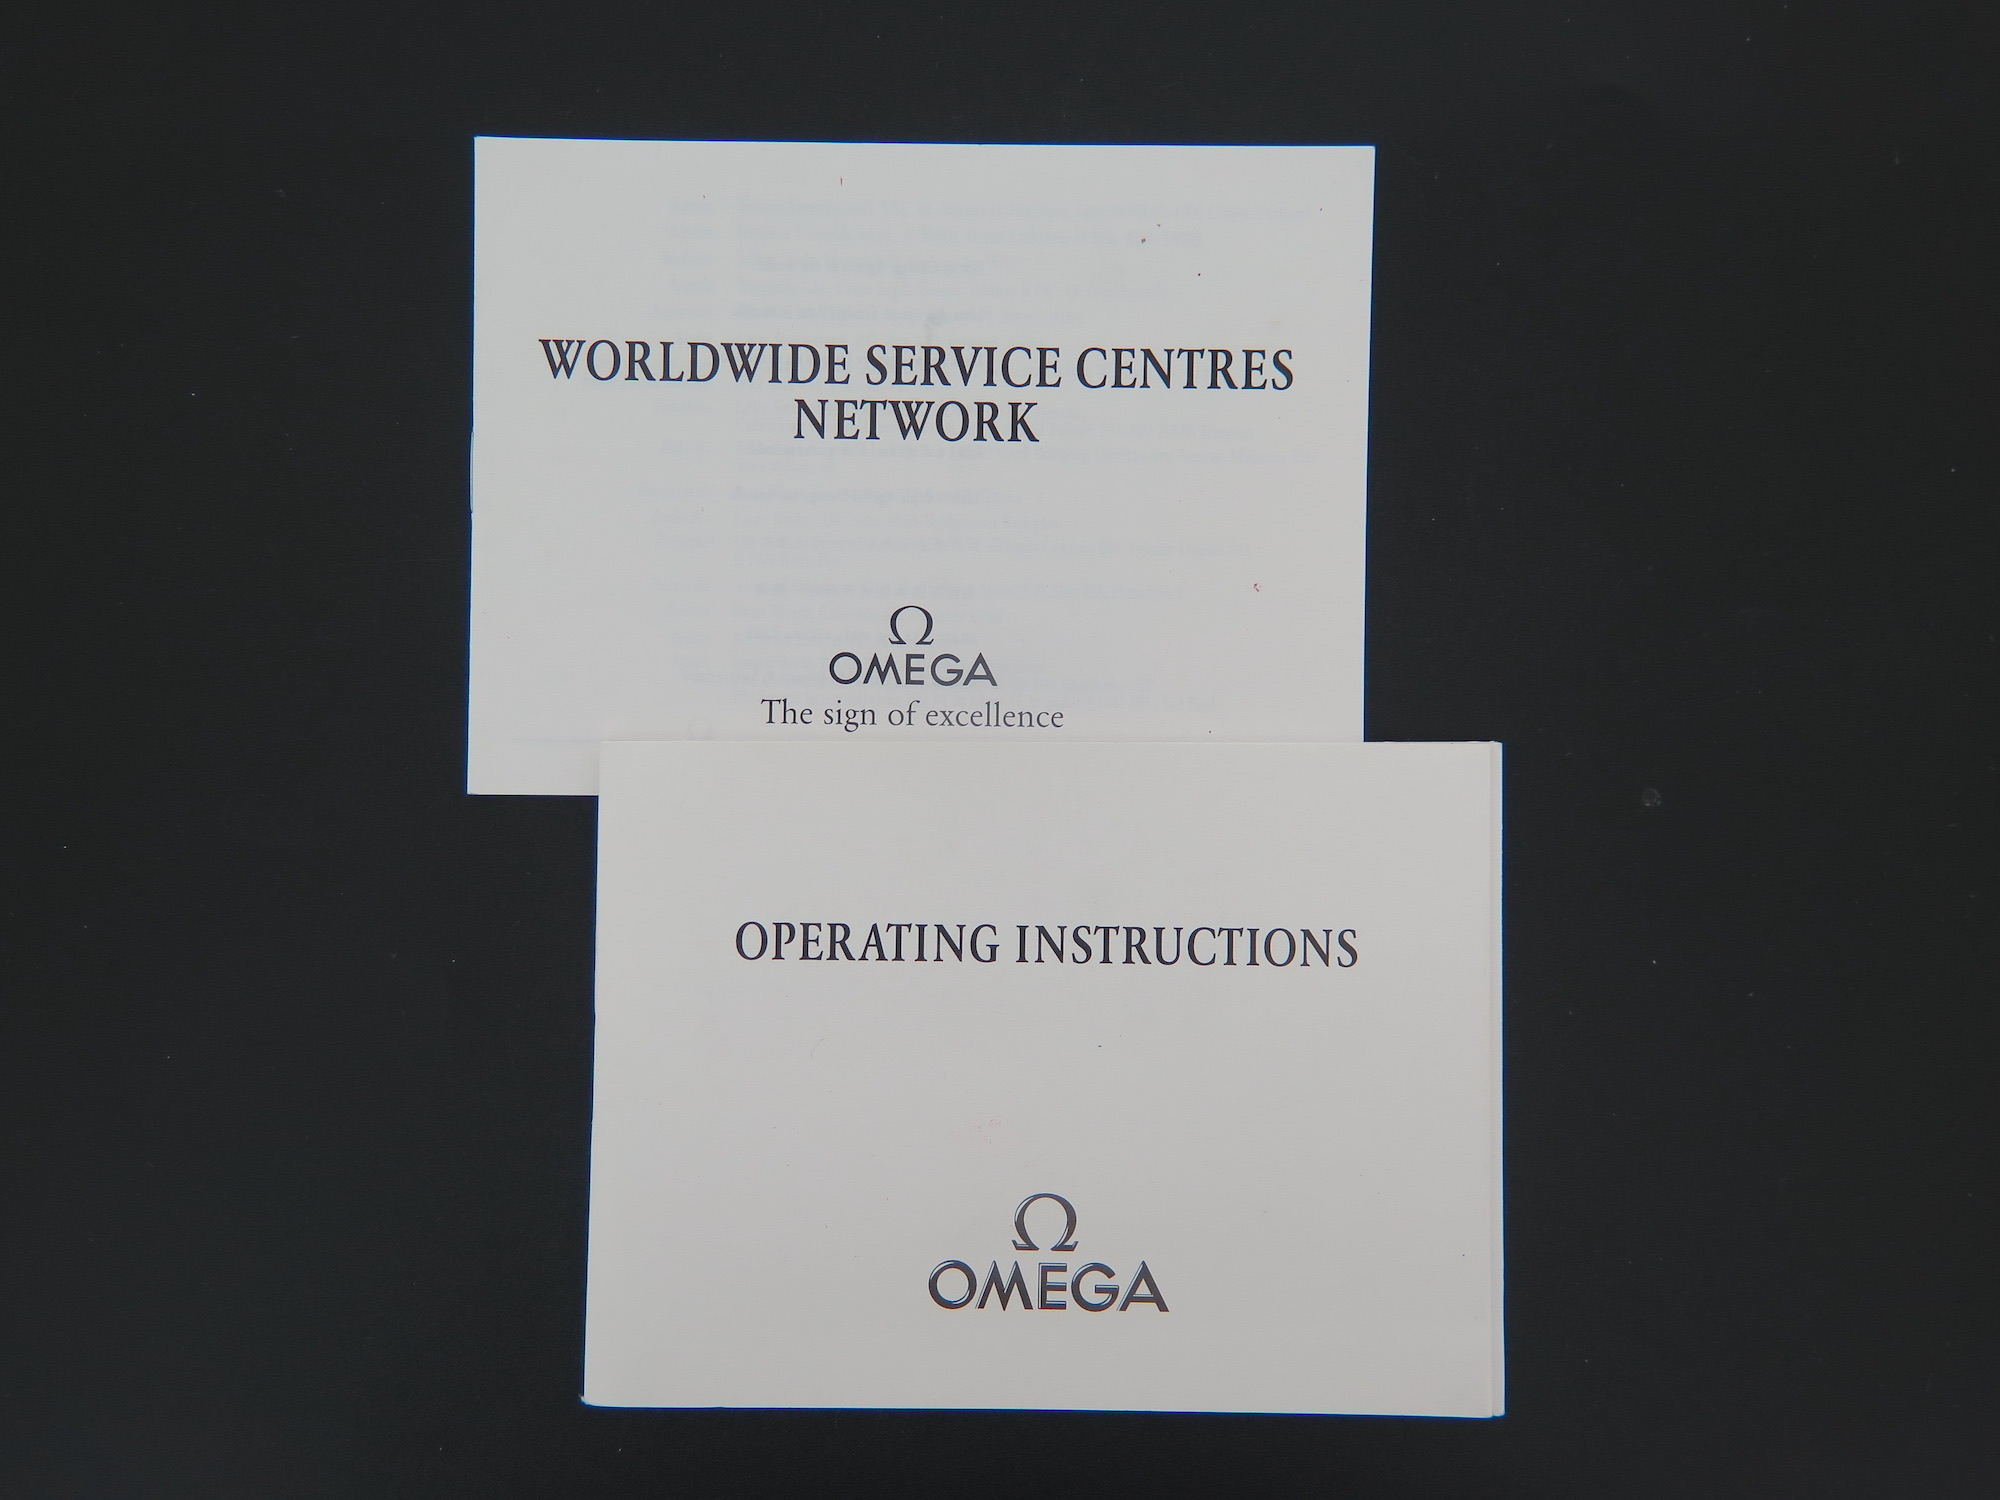 WORLDWIDE SERVICE CENTRES
NETWORK
Ω
OMEGA
The sign of excellence
OPERATING INSTRUCTIONS
Ω
OMEGA